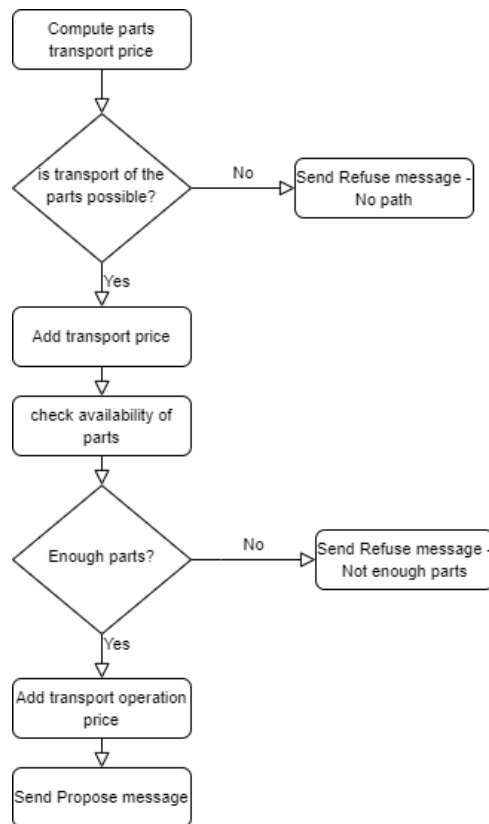 Compute parts
transport price
is transport of the
parts possible?
No
Send Refuse message -
No path
Yes
Add transport price
check availability of
parts
Enough parts?
No
Send Refuse message -
Not enough parts
Yes
Add transport operation
price
Send Propose message